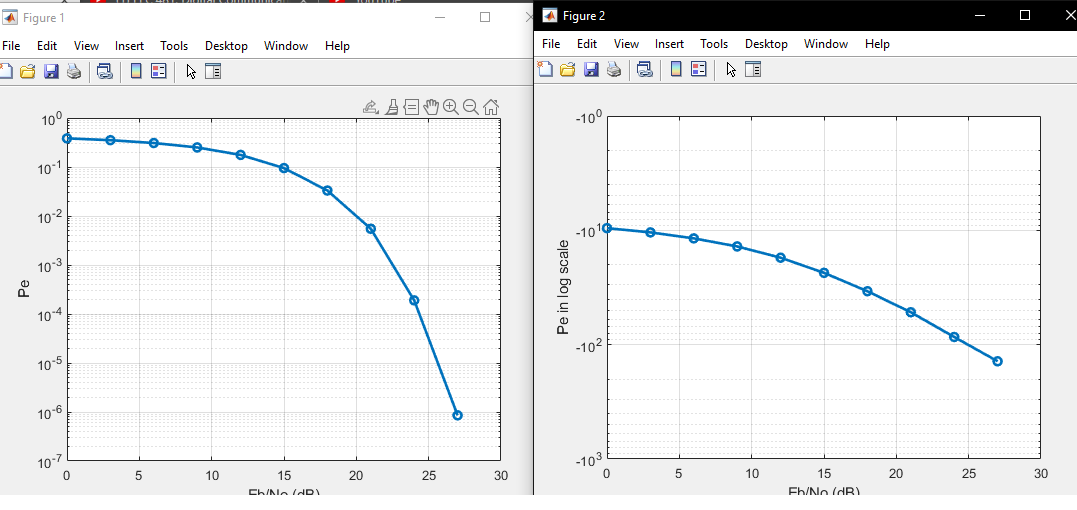 Figure 1
File Edit View Insert Tools Desktop Window Help
10^0
10^-1
10^-2
10^-3
10^-4
10^-5
10^-6
10^-7
Pe
0 5 10 15 20 25 30
Eb/No (dB)
Figure 2
File Edit View Insert Tools Desktop Window Help
-10^0
-10^1
-10^2
-10^3
Pe in log scale
0 5 10 15 20 25 30
Eb/No (dB)